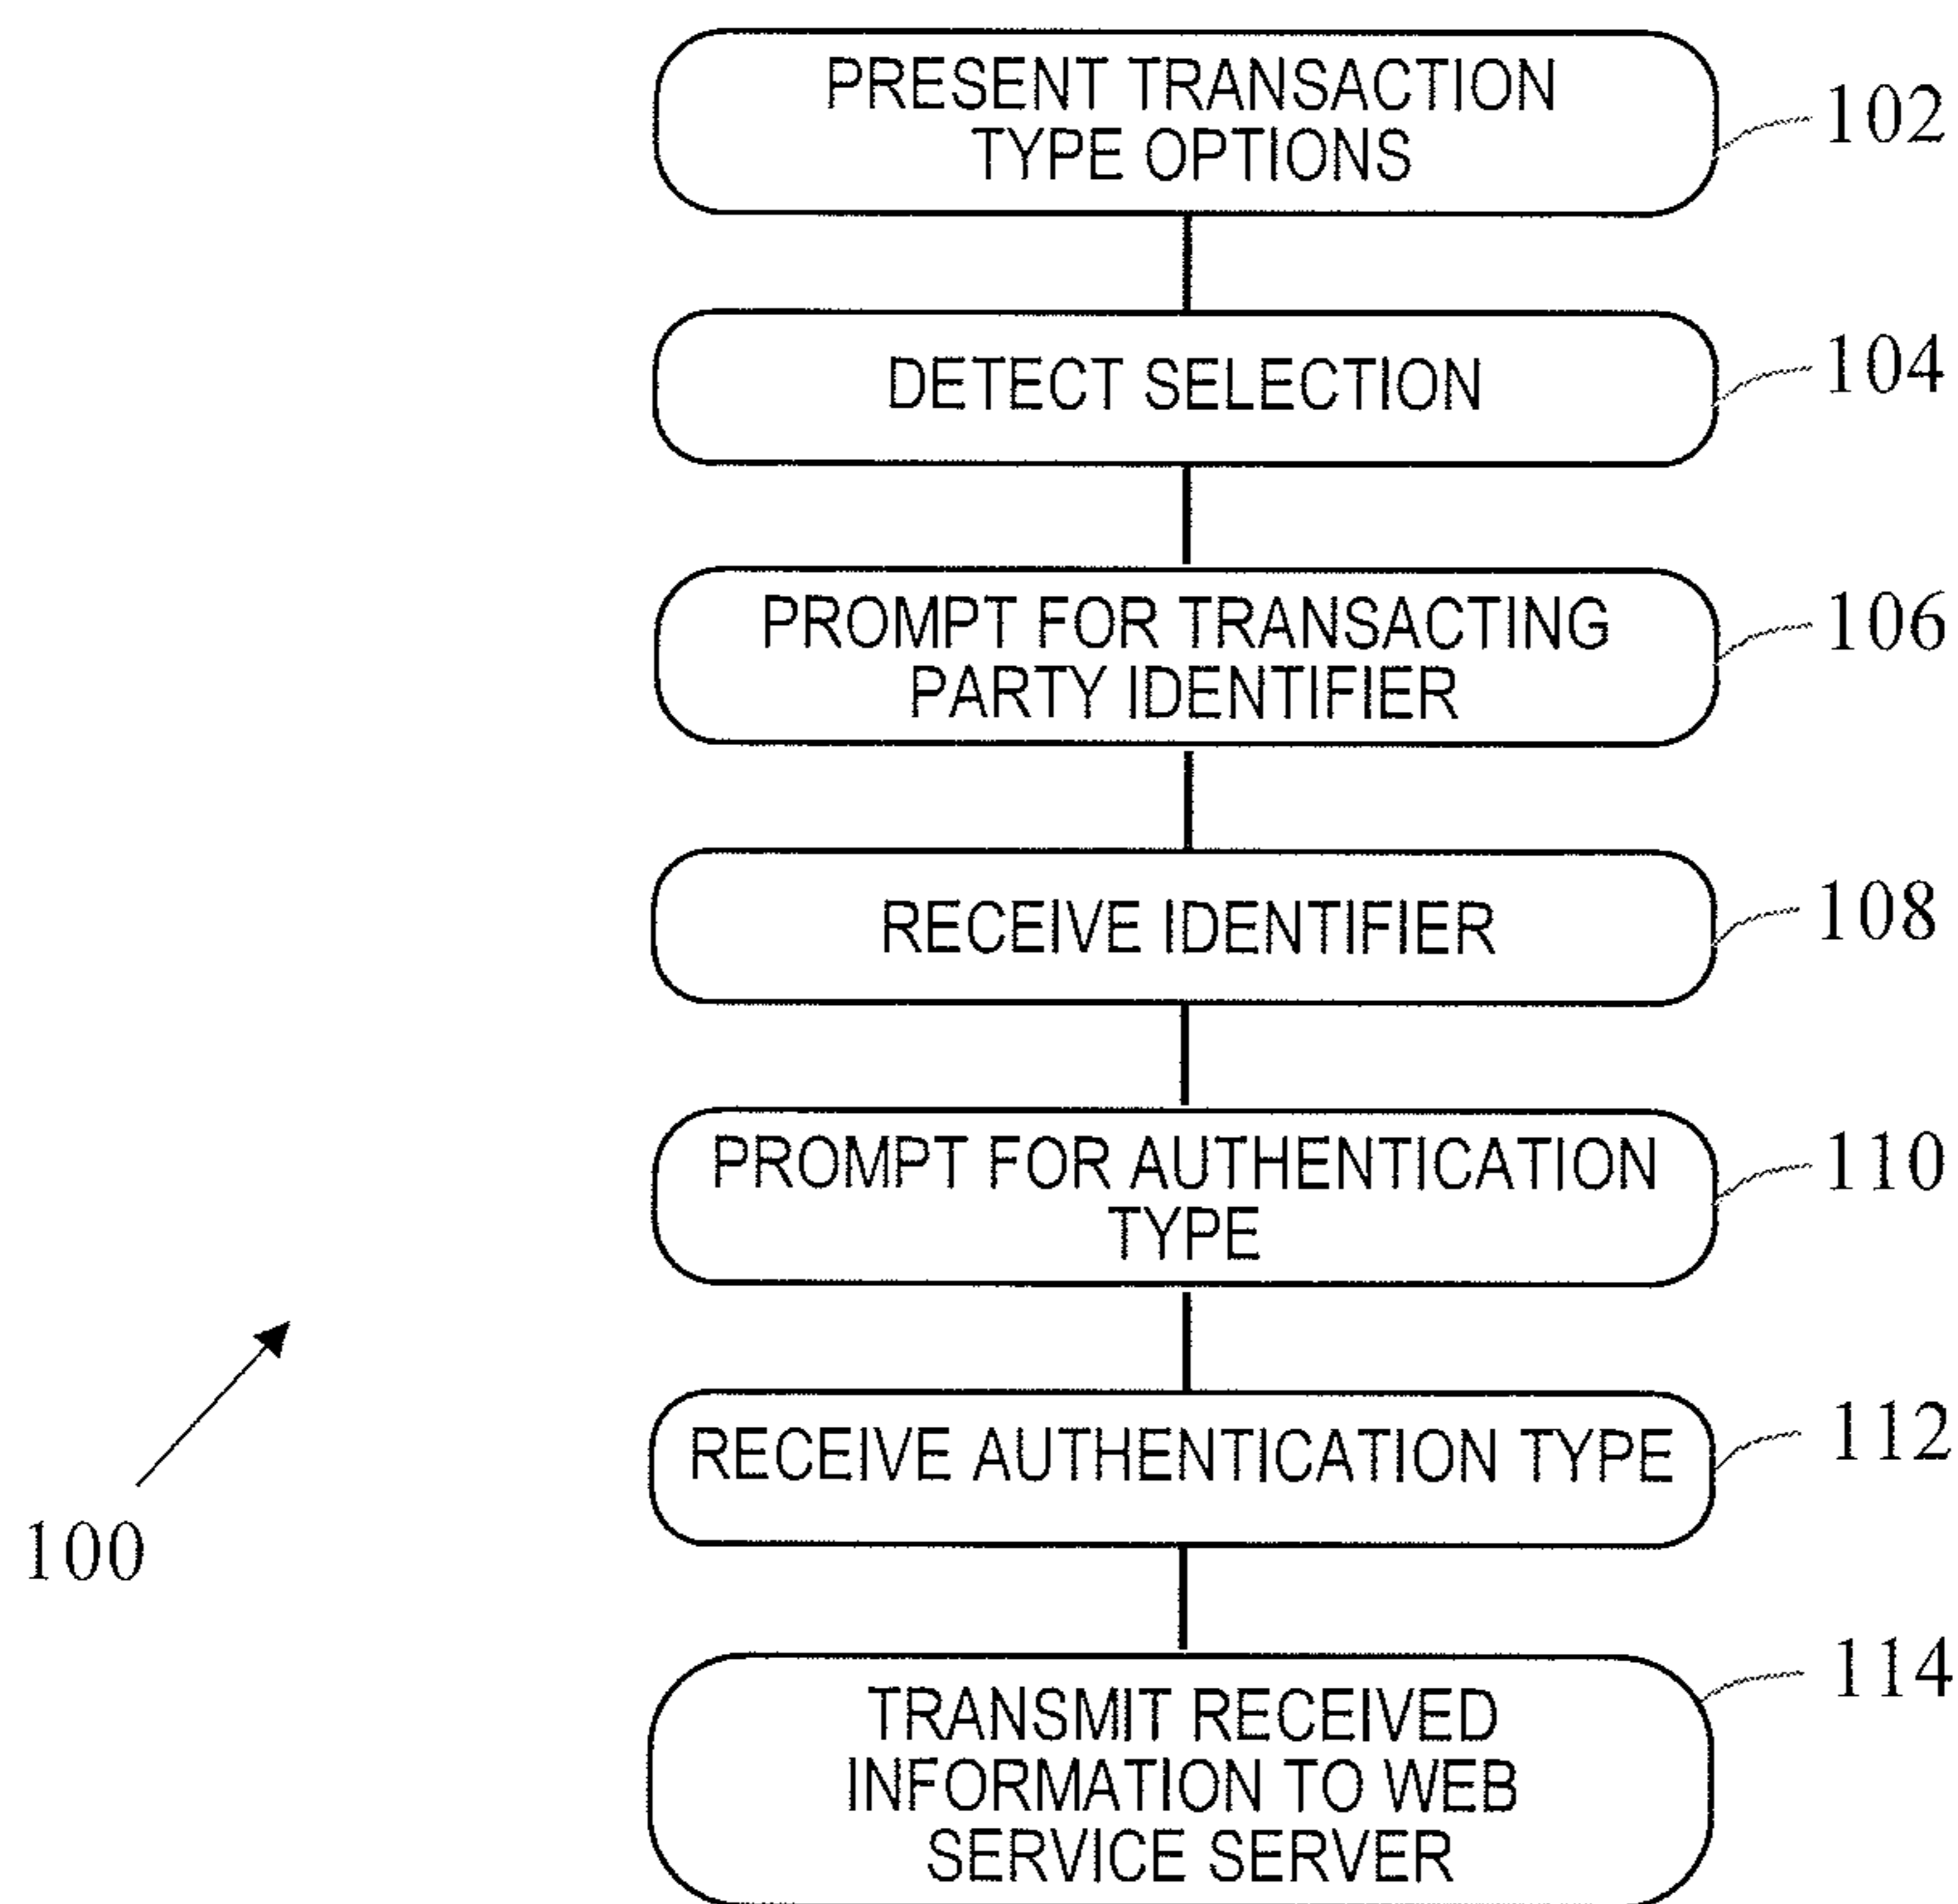 PRESENT TRANSACTION
TYPE OPTIONS
102
DETECT SELECTION
104
PROMPT FOR TRANSACTING
PARTY IDENTIFIER
106
RECEIVE IDENTIFIER
108
PROMPT FOR AUTHENTICATION
TYPE
110
RECEIVE AUTHENTICATION TYPE
112
100
TRANSMIT RECEIVED
INFORMATION TO WEB
SERVICE SERVER
114